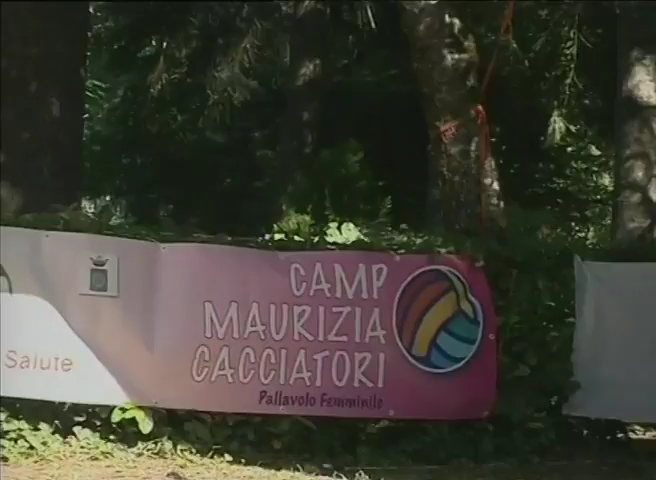 CAMP
MAURIZIA
CACCIATORI
Pallavolo Femminile
Salute